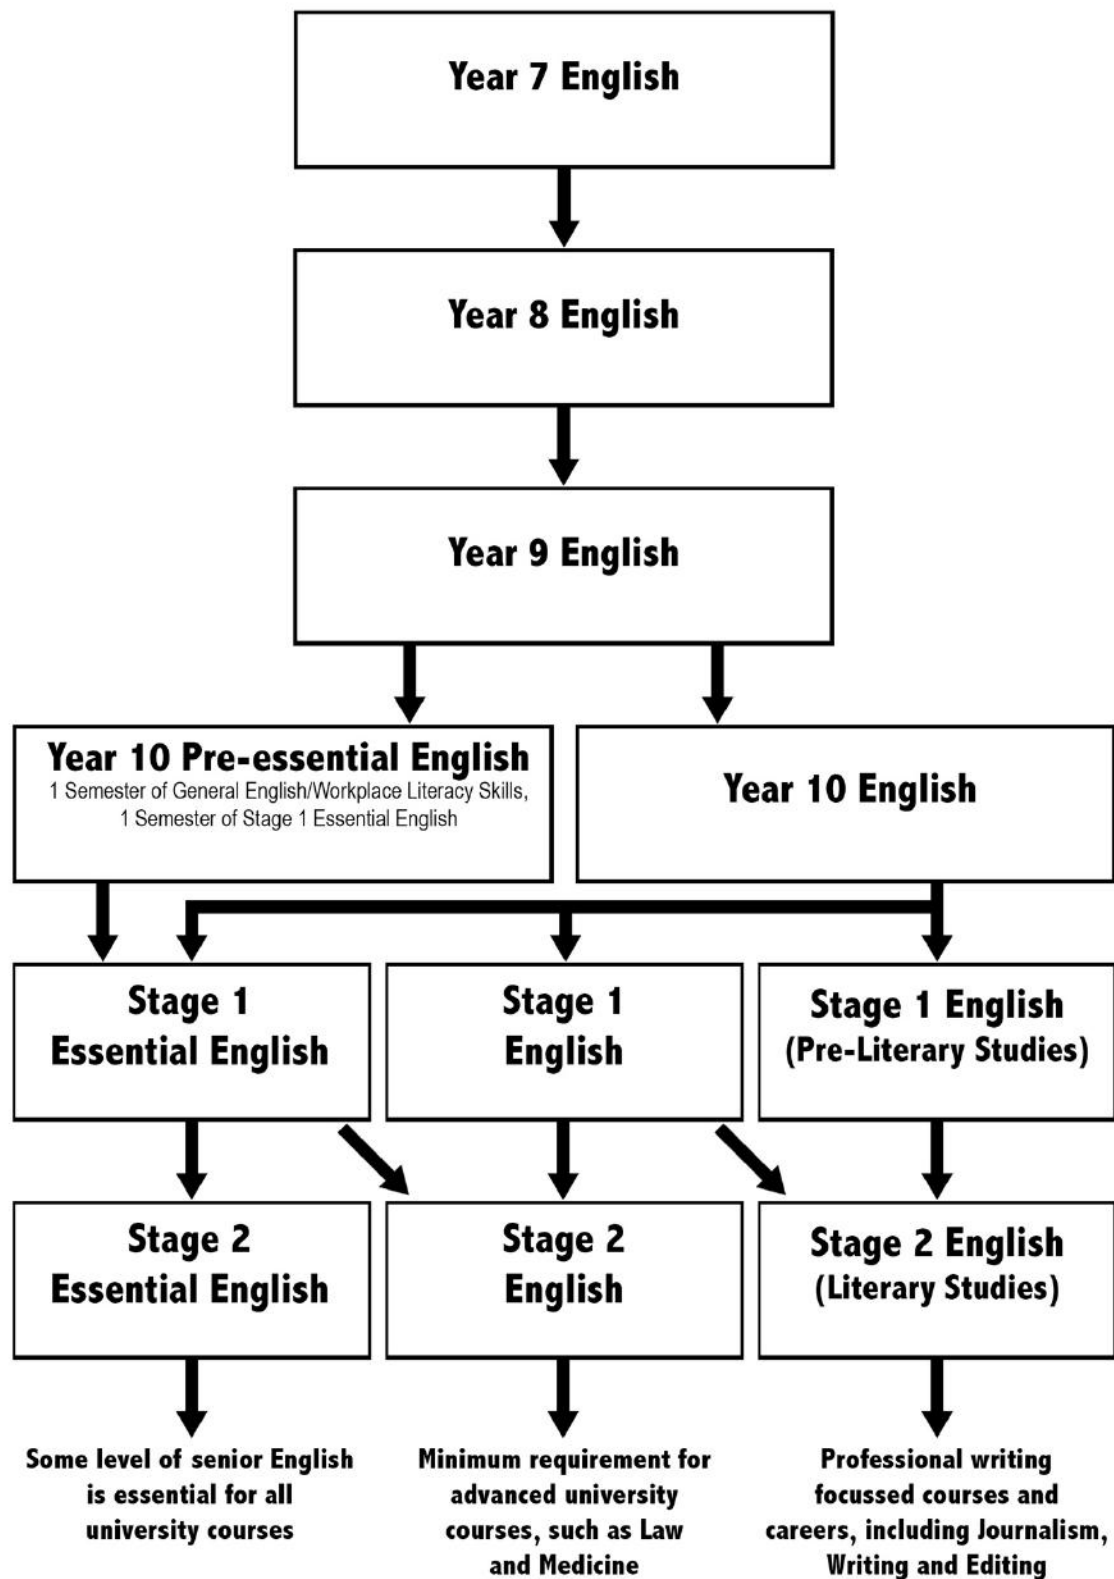 Year 7 English
Year 8 English
Year 9 English
Year 10 Pre-essential English
1 Semester of General English/Workplace Literacy Skills,
1 Semester of Stage 1 Essential English
Year 10 English
Stage 1
Essential English
Stage 1
English
Stage 1 English
(Pre-Literary Studies)
Stage 2
Essential English
Stage 2
English
Stage 2 English
(Literary Studies)
Some level of senior English
is essential for all
university courses
Minimum requirement for
advanced university
courses, such as Law
and Medicine
Professional writing
focussed courses and
careers, including Journalism,
Writing and Editing